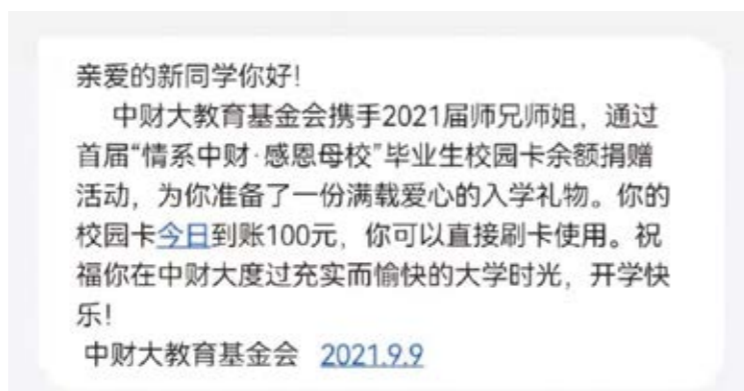 亲爱的新同学你好!
中财大教育基金会携手2021届师兄师姐，通过
首届“情系中财·感恩母校”毕业生校园卡余额捐赠
活动，为你准备了一份满载爱心的入学礼物。你的
校园卡今日到账100元，你可以直接刷卡使用。祝
福你在中财大度过充实而愉快的大学时光，开学快
乐!
中财大教育基金会 2021.9.9